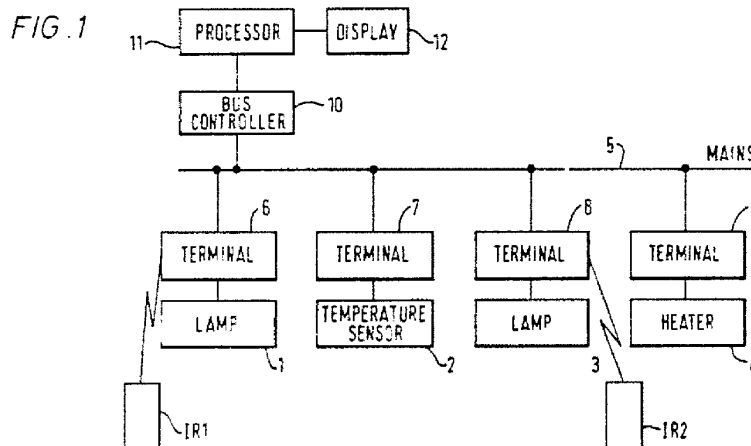 FIG.1
PROCESSOR
DISPLAY
11
12
BUS
CONTROLLER
10
5
MAINS
6
7
8
TERMINAL
TERMINAL
TERMINAL
TERMINAL
LAMP
TEMPERATURE
SENSOR
LAMP
HEATER
1
2
3
IR1
IR2